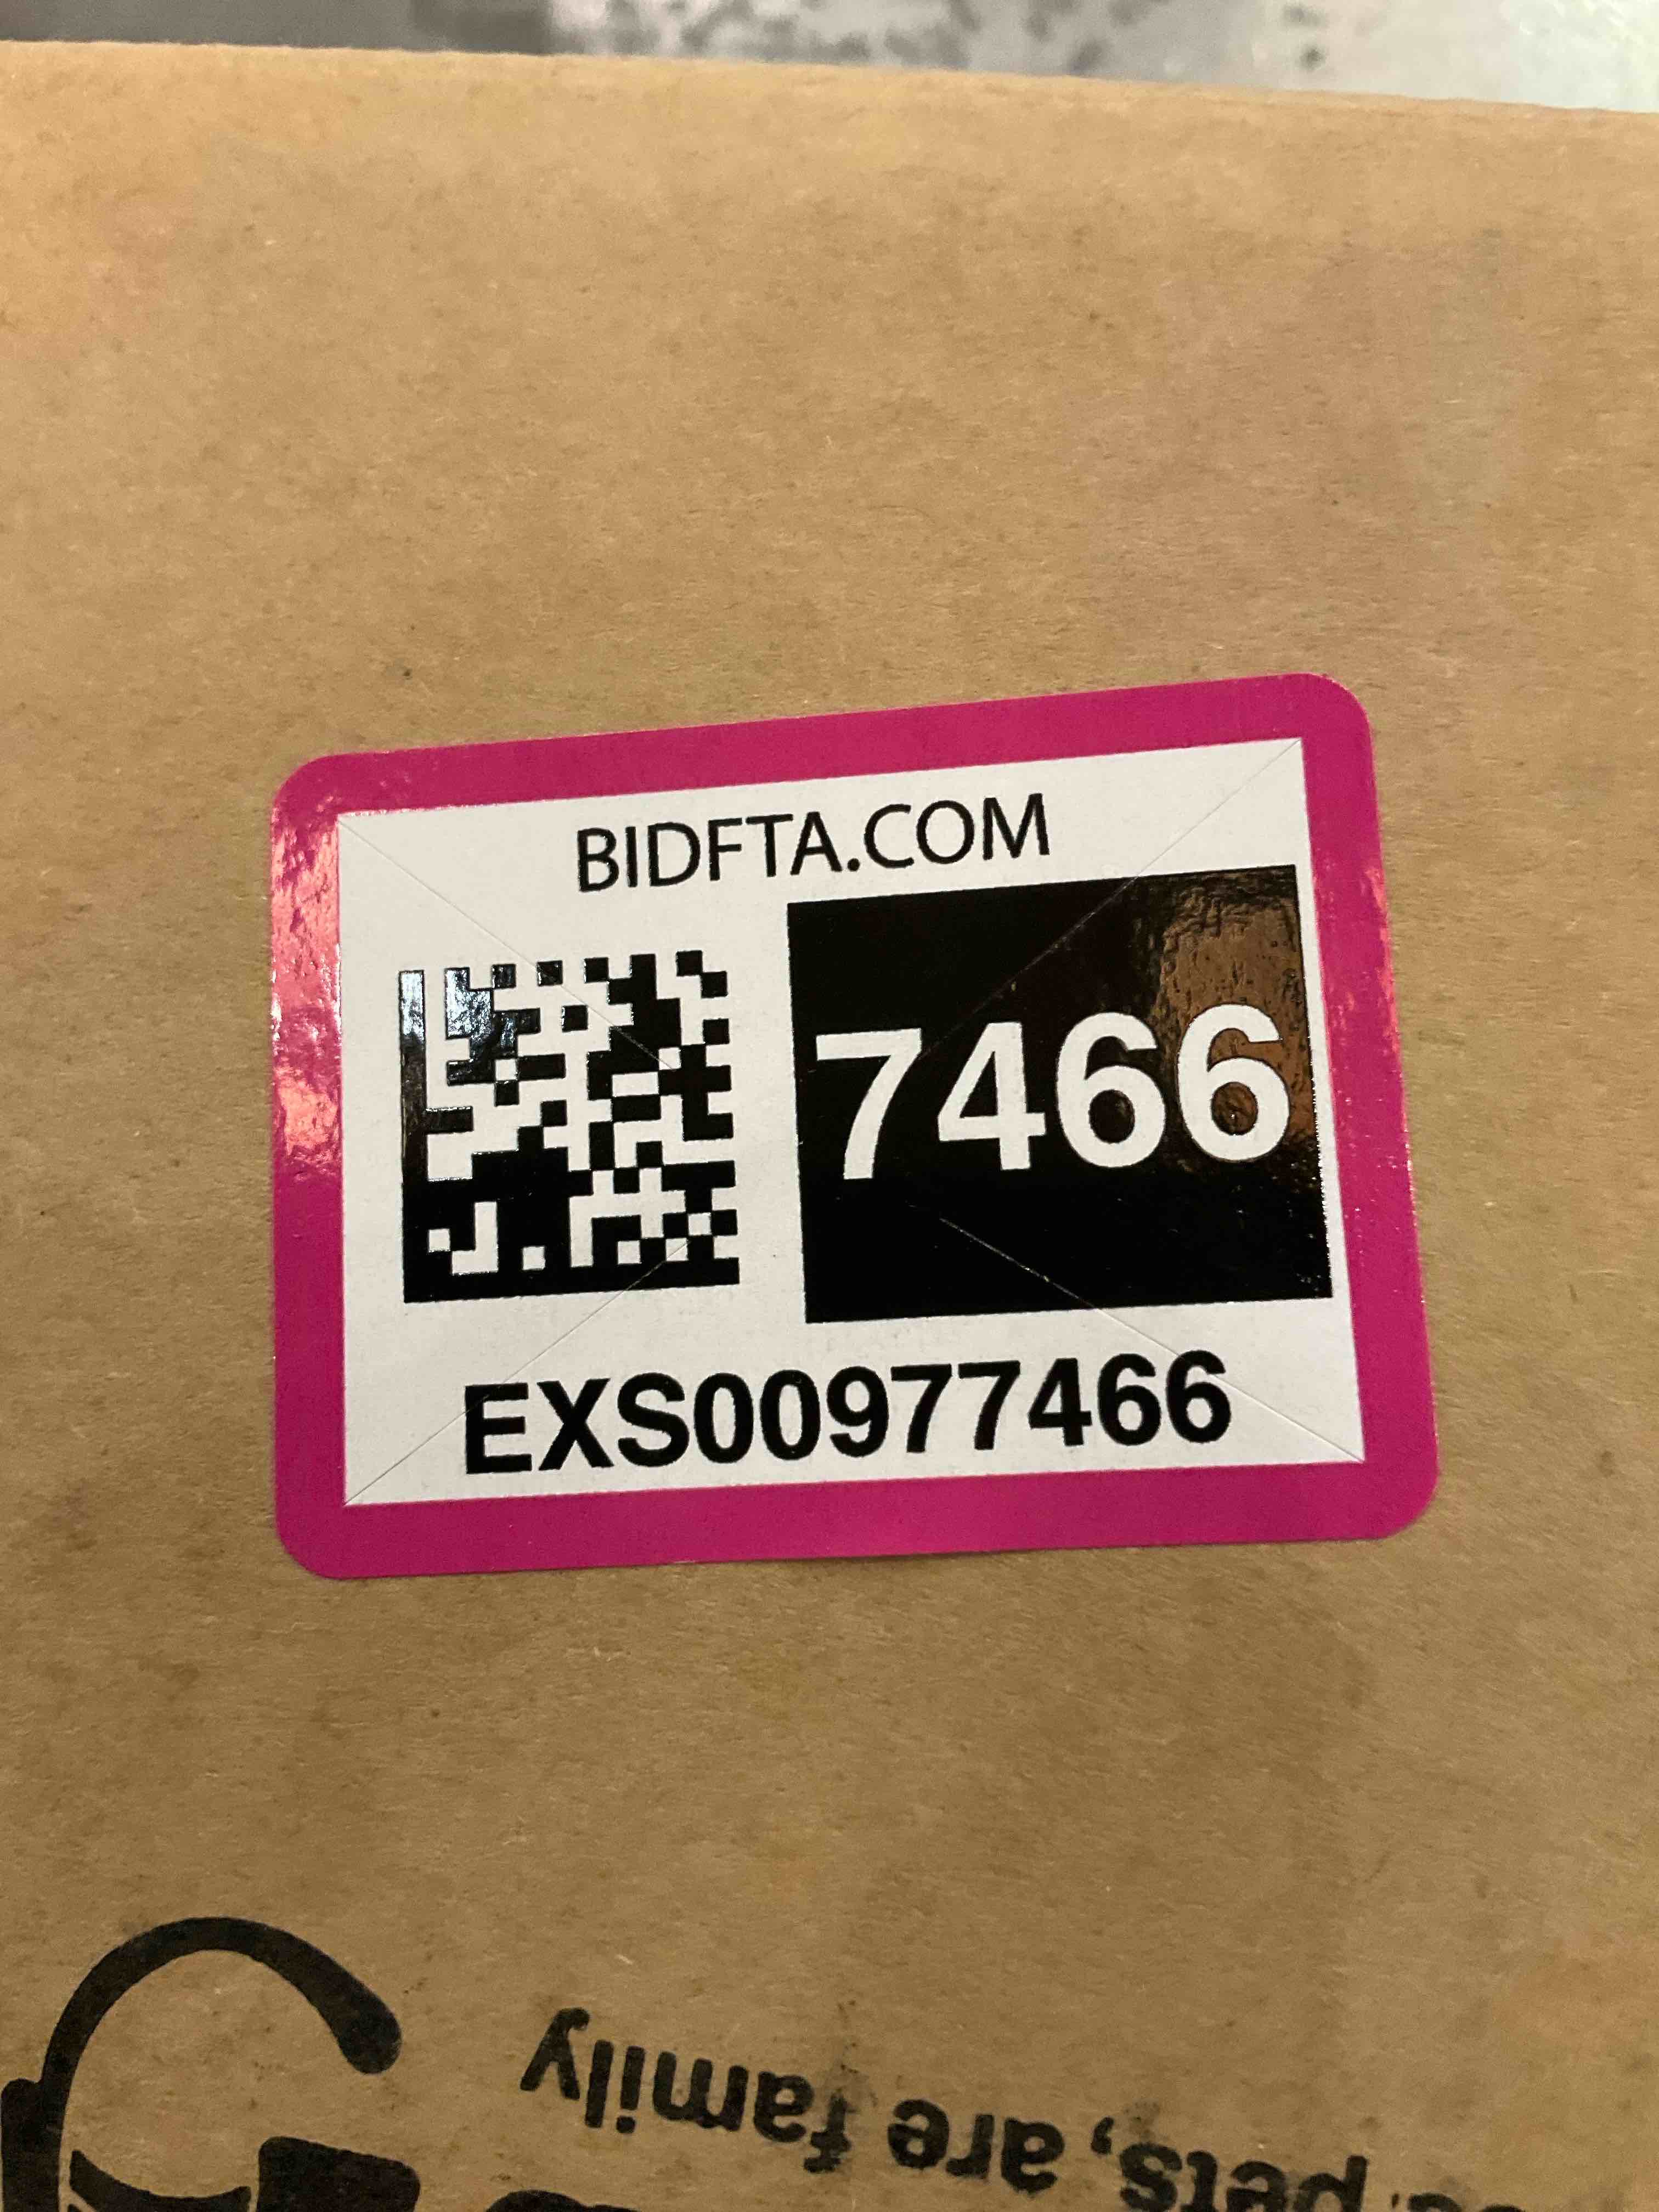 BIDFTA.COM
7466
EXS00977466
pets, are family